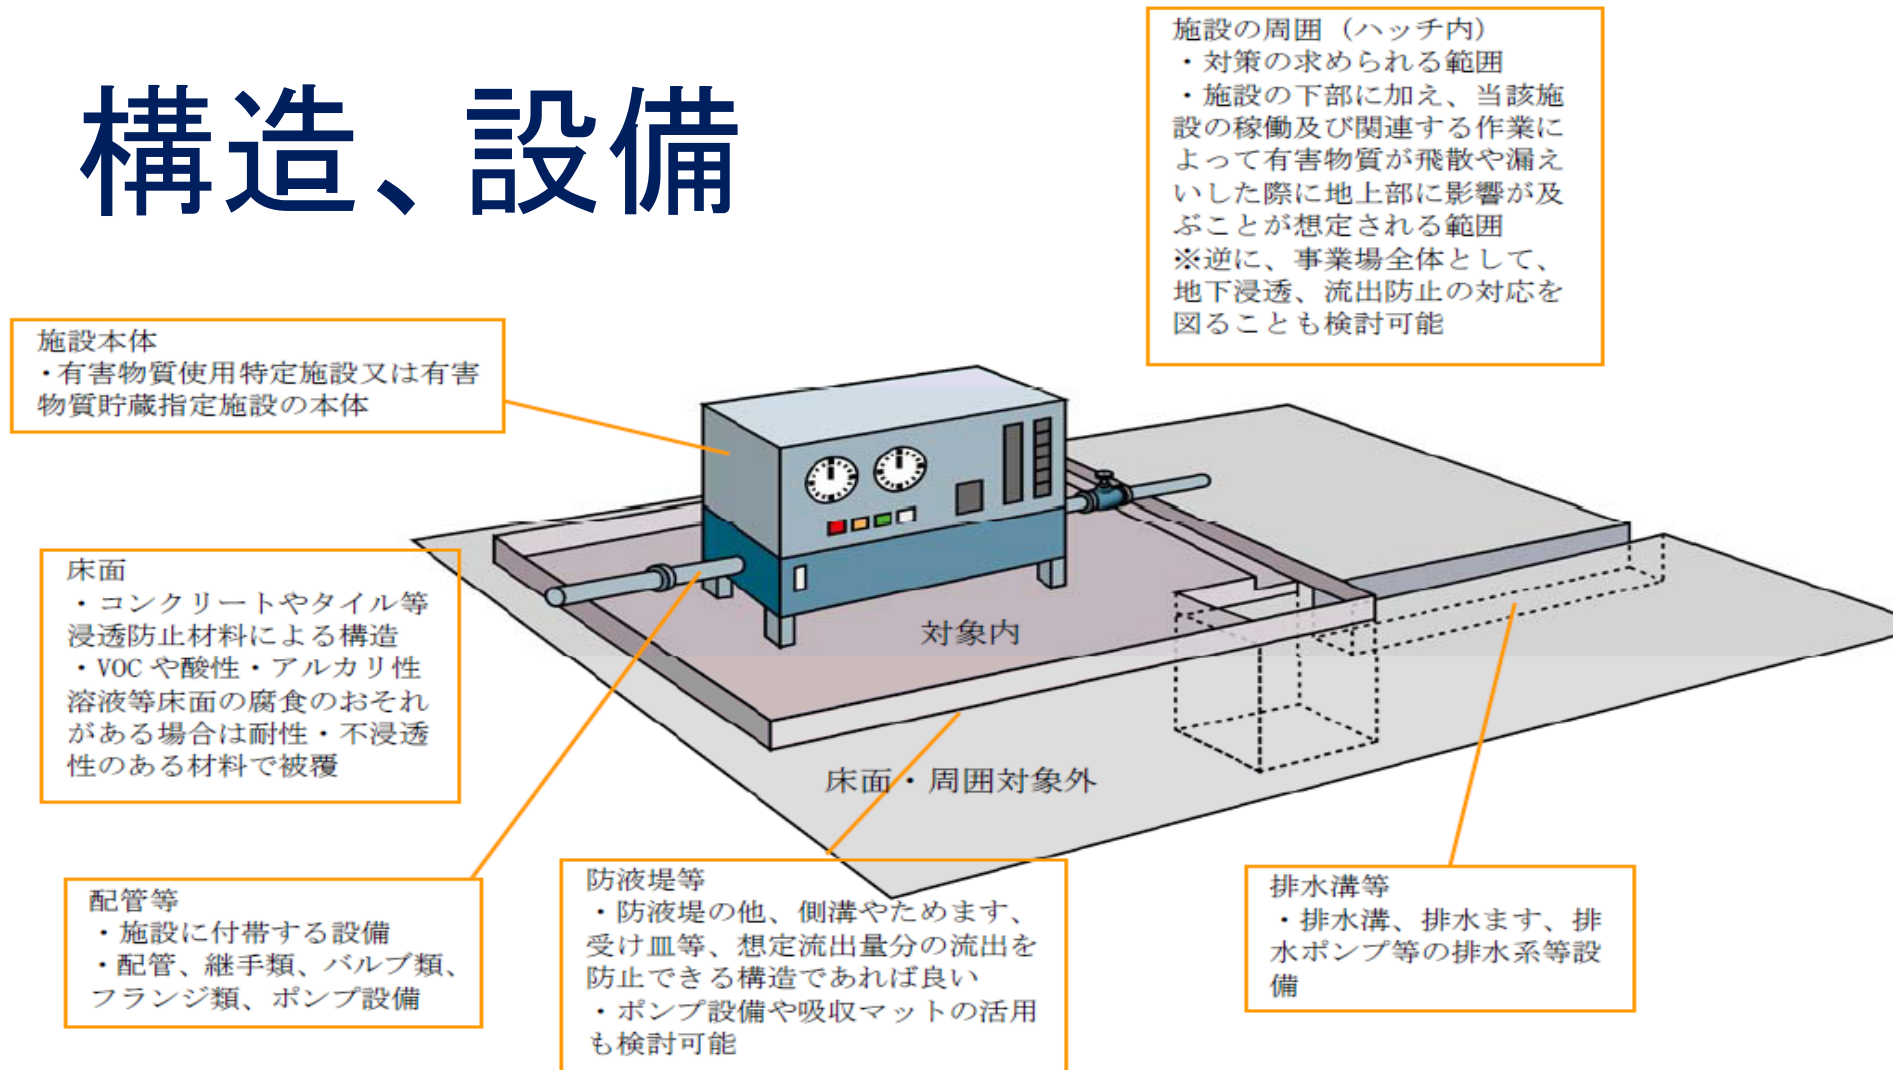 構造、設備
施設の周囲（ハッチ内）
・対策の求められる範囲
・施設の下部に加え、当該施
設の稼働及び関連する作業に
よって有害物質が飛散や漏え
いした際に地上部に影響が及
ぶことが想定される範囲
※逆に、事業場全体として、
地下浸透、流出防止の対応を
図ることも検討可能
施設本体
・有害物質使用特定施設又は有害
物質貯蔵指定施設の本体
床面
・コンクリートやタイル等
浸透防止材料による構造
・VOCや酸性・アルカリ性
溶液等床面の腐食のおそれ
がある場合は耐性・不浸透
性のある材料で被覆
対象内
床面・周囲対象外
配管等
・施設に付帯する設備
・配管、継手類、バルブ類、
フランジ類、ポンプ設備
防液堤等
・防液堤の他、側溝やためます、
受け皿等、想定流出量分の流出を
防止できる構造であれば良い
・ポンプ設備や吸収マットの活用
も検討可能
排水溝等
・排水溝、排水ます、排
水ポンプ等の排水系等設
備